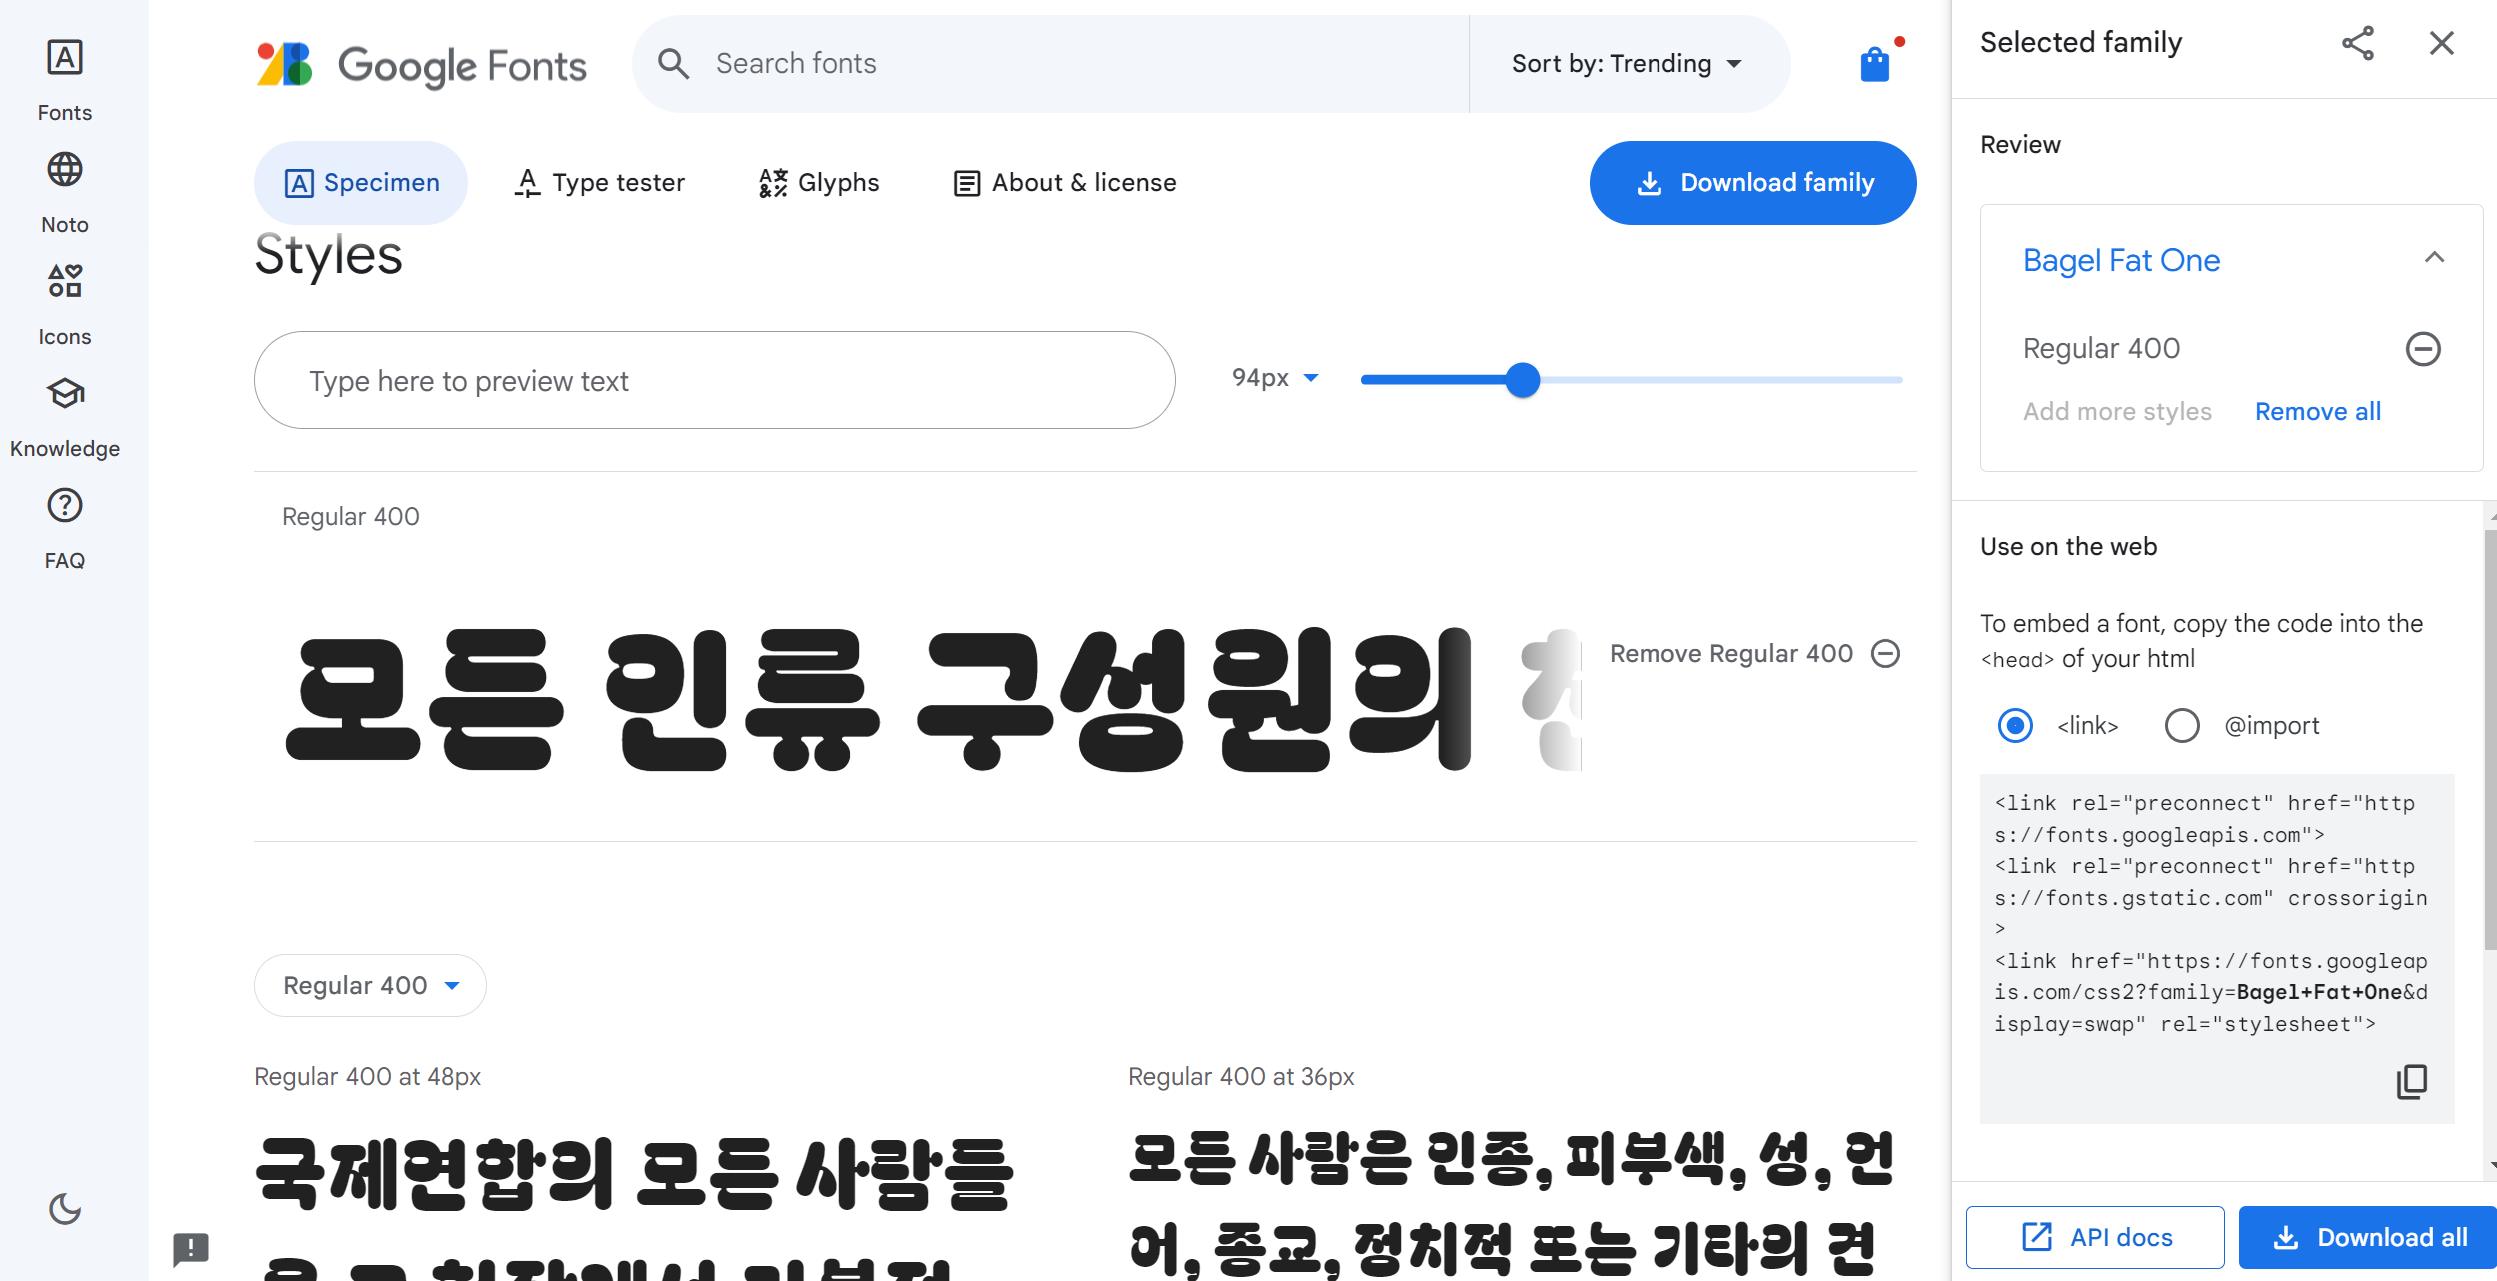 Fonts
Noto
Icons
Knowledge
FAQ
Google Fonts
Search fonts
Sort by: Trending
Specimen
Type tester
Glyphs
About & license
Download family
Styles
Type here to preview text
94px
Regular 400
모든 인류 구성원의
Remove Regular 400
Regular 400
Regular 400 at 48px
국제연합의 모든 사람들
Regular 400 at 36px
모든 사람은 인종, 피부색, 성, 언
어, 종교, 정치적 또는 기타의 견
Selected family
Review
Bagel Fat One
Regular 400
Add more styles
Remove all
Use on the web
To embed a font, copy the code into the
<head> of your html
<link>
@import
<link rel="preconnect" href="http
s://fonts.googleapis.com">
<link rel="preconnect" href="http
s://fonts.gstatic.com" crossorigin
>
<link href="https://fonts.googleap
is.com/css2?family=Bagel+Fat+One&d
isplay=swap" rel="stylesheet">
API docs
Download all